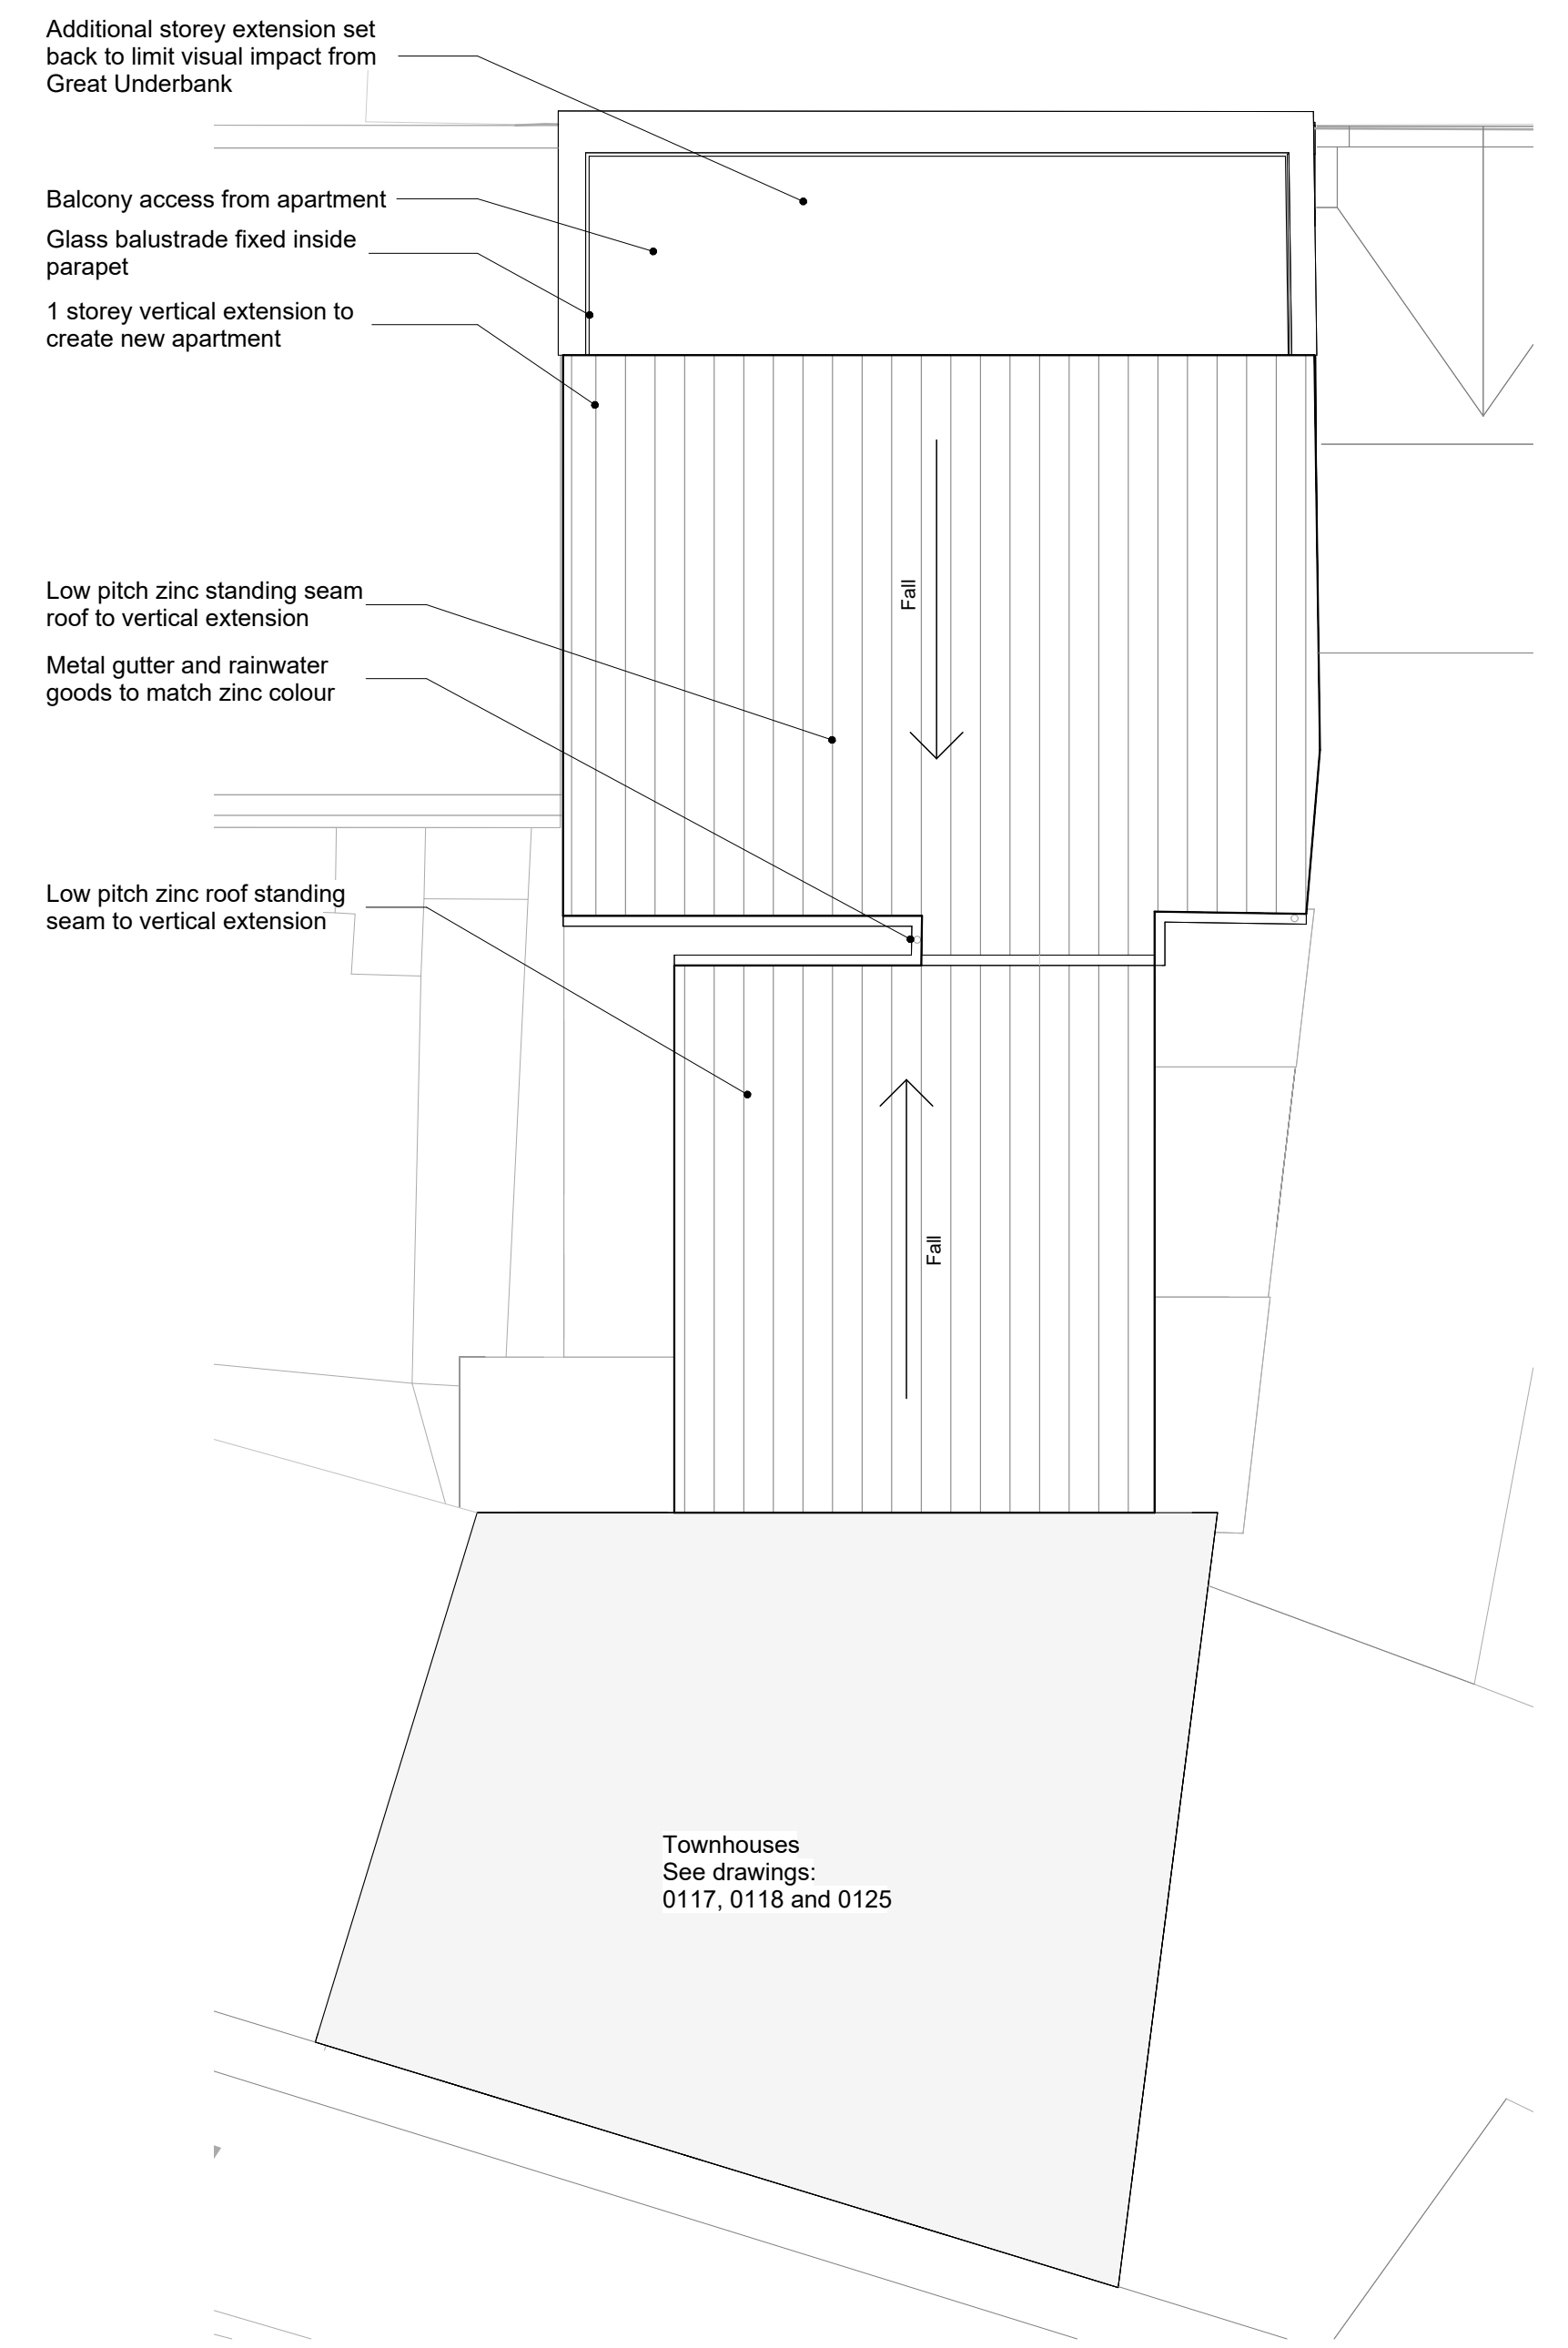 Additional storey extension set
back to limit visual impact from
Great Underbank
Balcony access from apartment
Glass balustrade fixed inside
parapet
1 storey vertical extension to
create new apartment
Fall
Low pitch zinc standing seam
roof to vertical extension
Metal gutter and rainwater
goods to match zinc colour
Low pitch zinc roof standing
seam to vertical extension
Fall
Townhouses
See drawings:
0117, 0118 and 0125